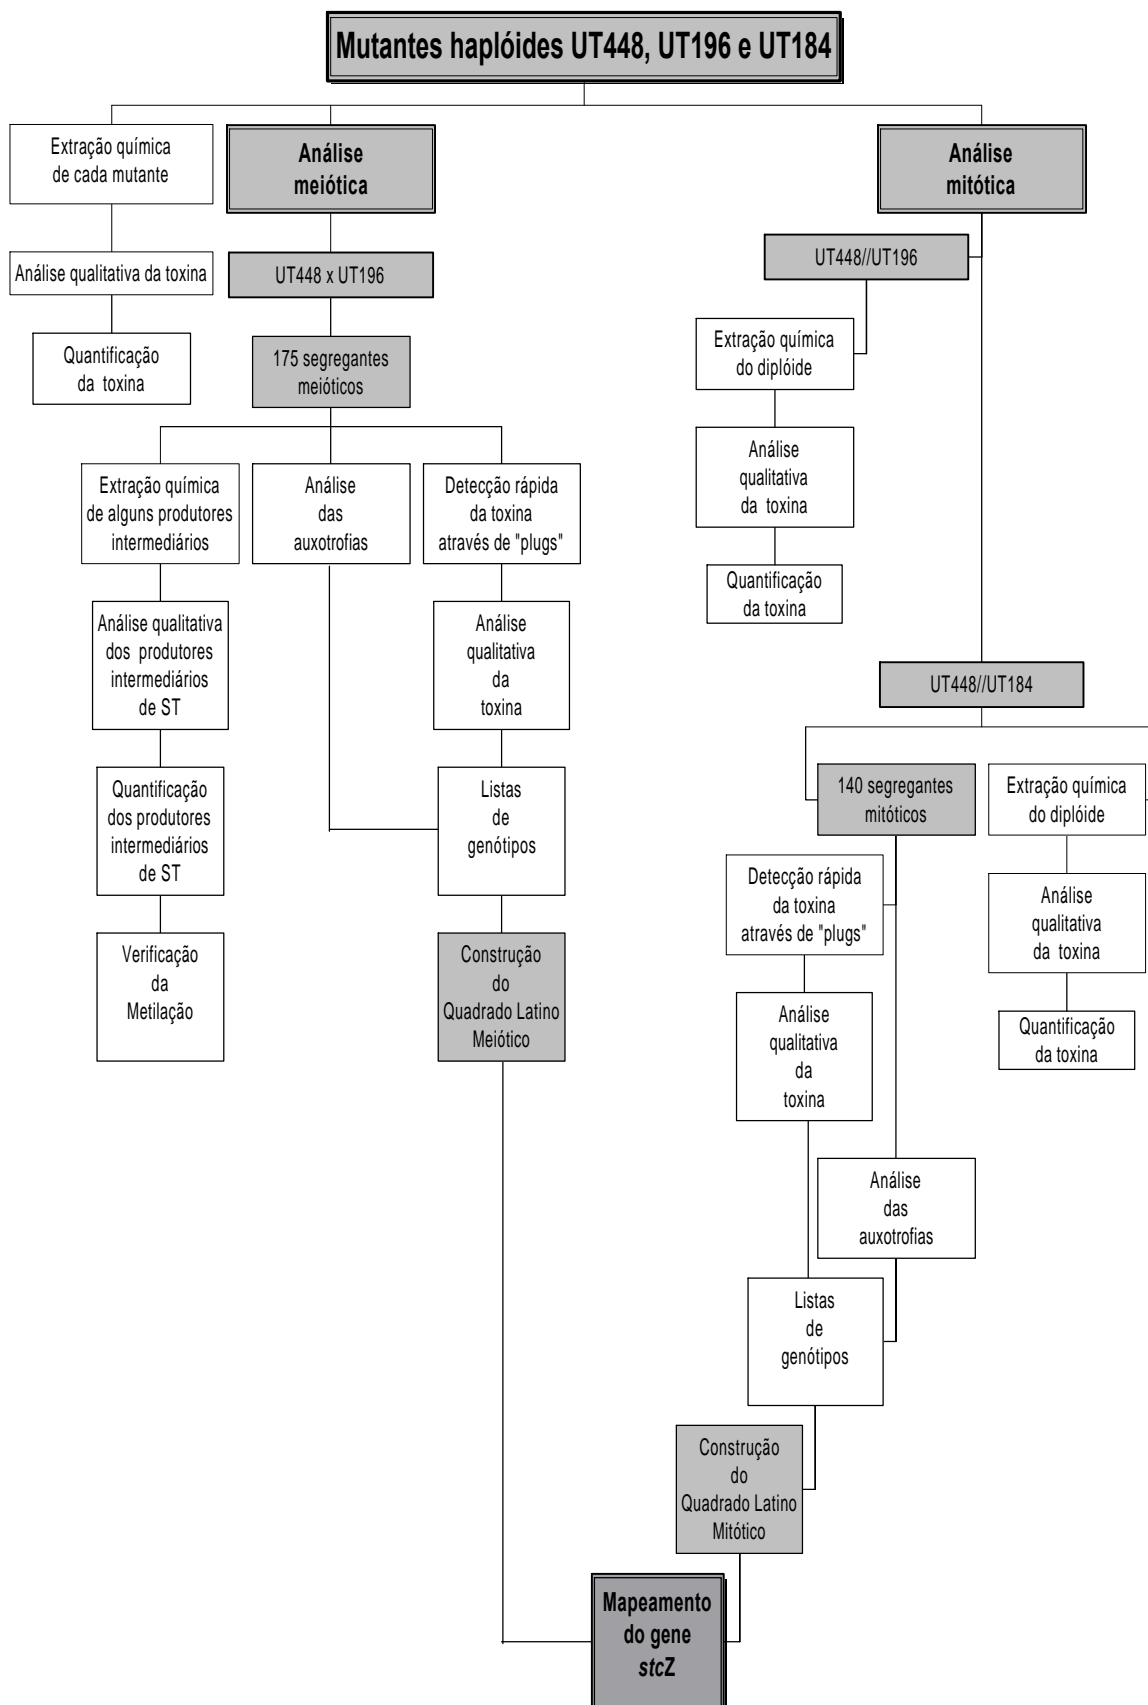 Mutantes haplóides UT448, UT196 e UT184
Extração química
de cada mutante
Análise qualitativa da toxina
Quantificação
da toxina
Análise
meiótica
UT448 x UT196
175 segregantes
meióticos
Extração química
de alguns produtores
intermediários
Análise qualitativa
dos produtores
intermediários
de ST
Quantificação
dos produtores
intermediários
de ST
Verificação
da
Metilação
Análise
das
auxotrofias
Detecção rápida
da toxina
através de "plugs"
Análise
qualitativa
da
toxina
Listas
de
genótipos
Construção
do
Quadrado Latino
Meiótico
Análise
mitótica
UT448//UT196
Extração química
do diplóide
Análise
qualitativa
da toxina
Quantificação
da toxina
UT448//UT184
140 segregantes
mitóticos
Extração química
do diplóide
Análise
qualitativa
da toxina
Quantificação
da toxina
Detecção rápida
da toxina
através de "plugs"
Análise
qualitativa
da
toxina
Análise
das
auxotrofias
Listas
de
genótipos
Construção
do
Quadrado Latino
Mitótico
Mapeamento
do gene
stcZ